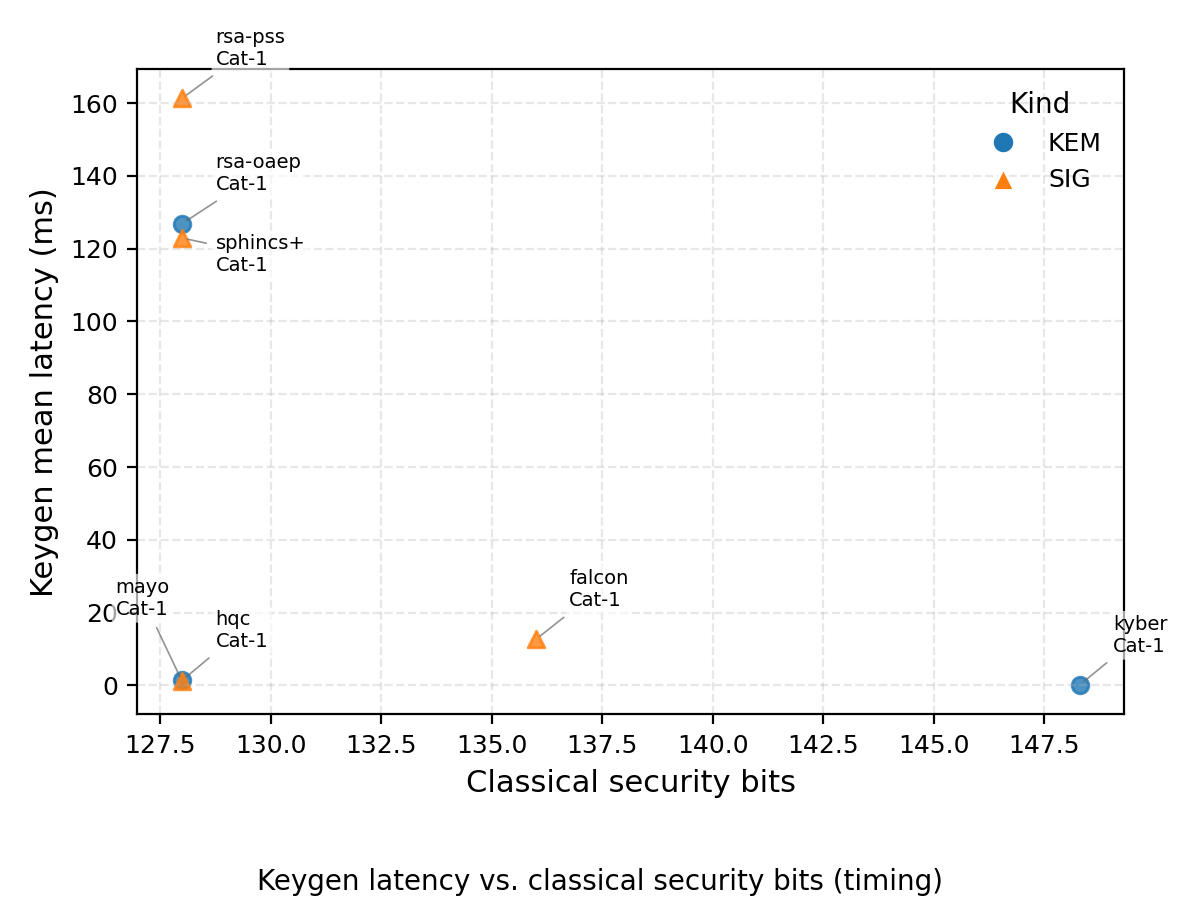 rsa-pss
Cat-1
160
Kind
KEM
SIG
rsa-oaep
Cat-1
140
sphincs+
Cat-1
120
100
80
60
40
20
0
Keygen mean latency (ms)
mayo
Cat-1
hqc
Cat-1
falcon
Cat-1
kyber
Cat-1
127.5 130.0 132.5 135.0 137.5 140.0 142.5 145.0 147.5
Classical security bits
Keygen latency vs. classical security bits (timing)